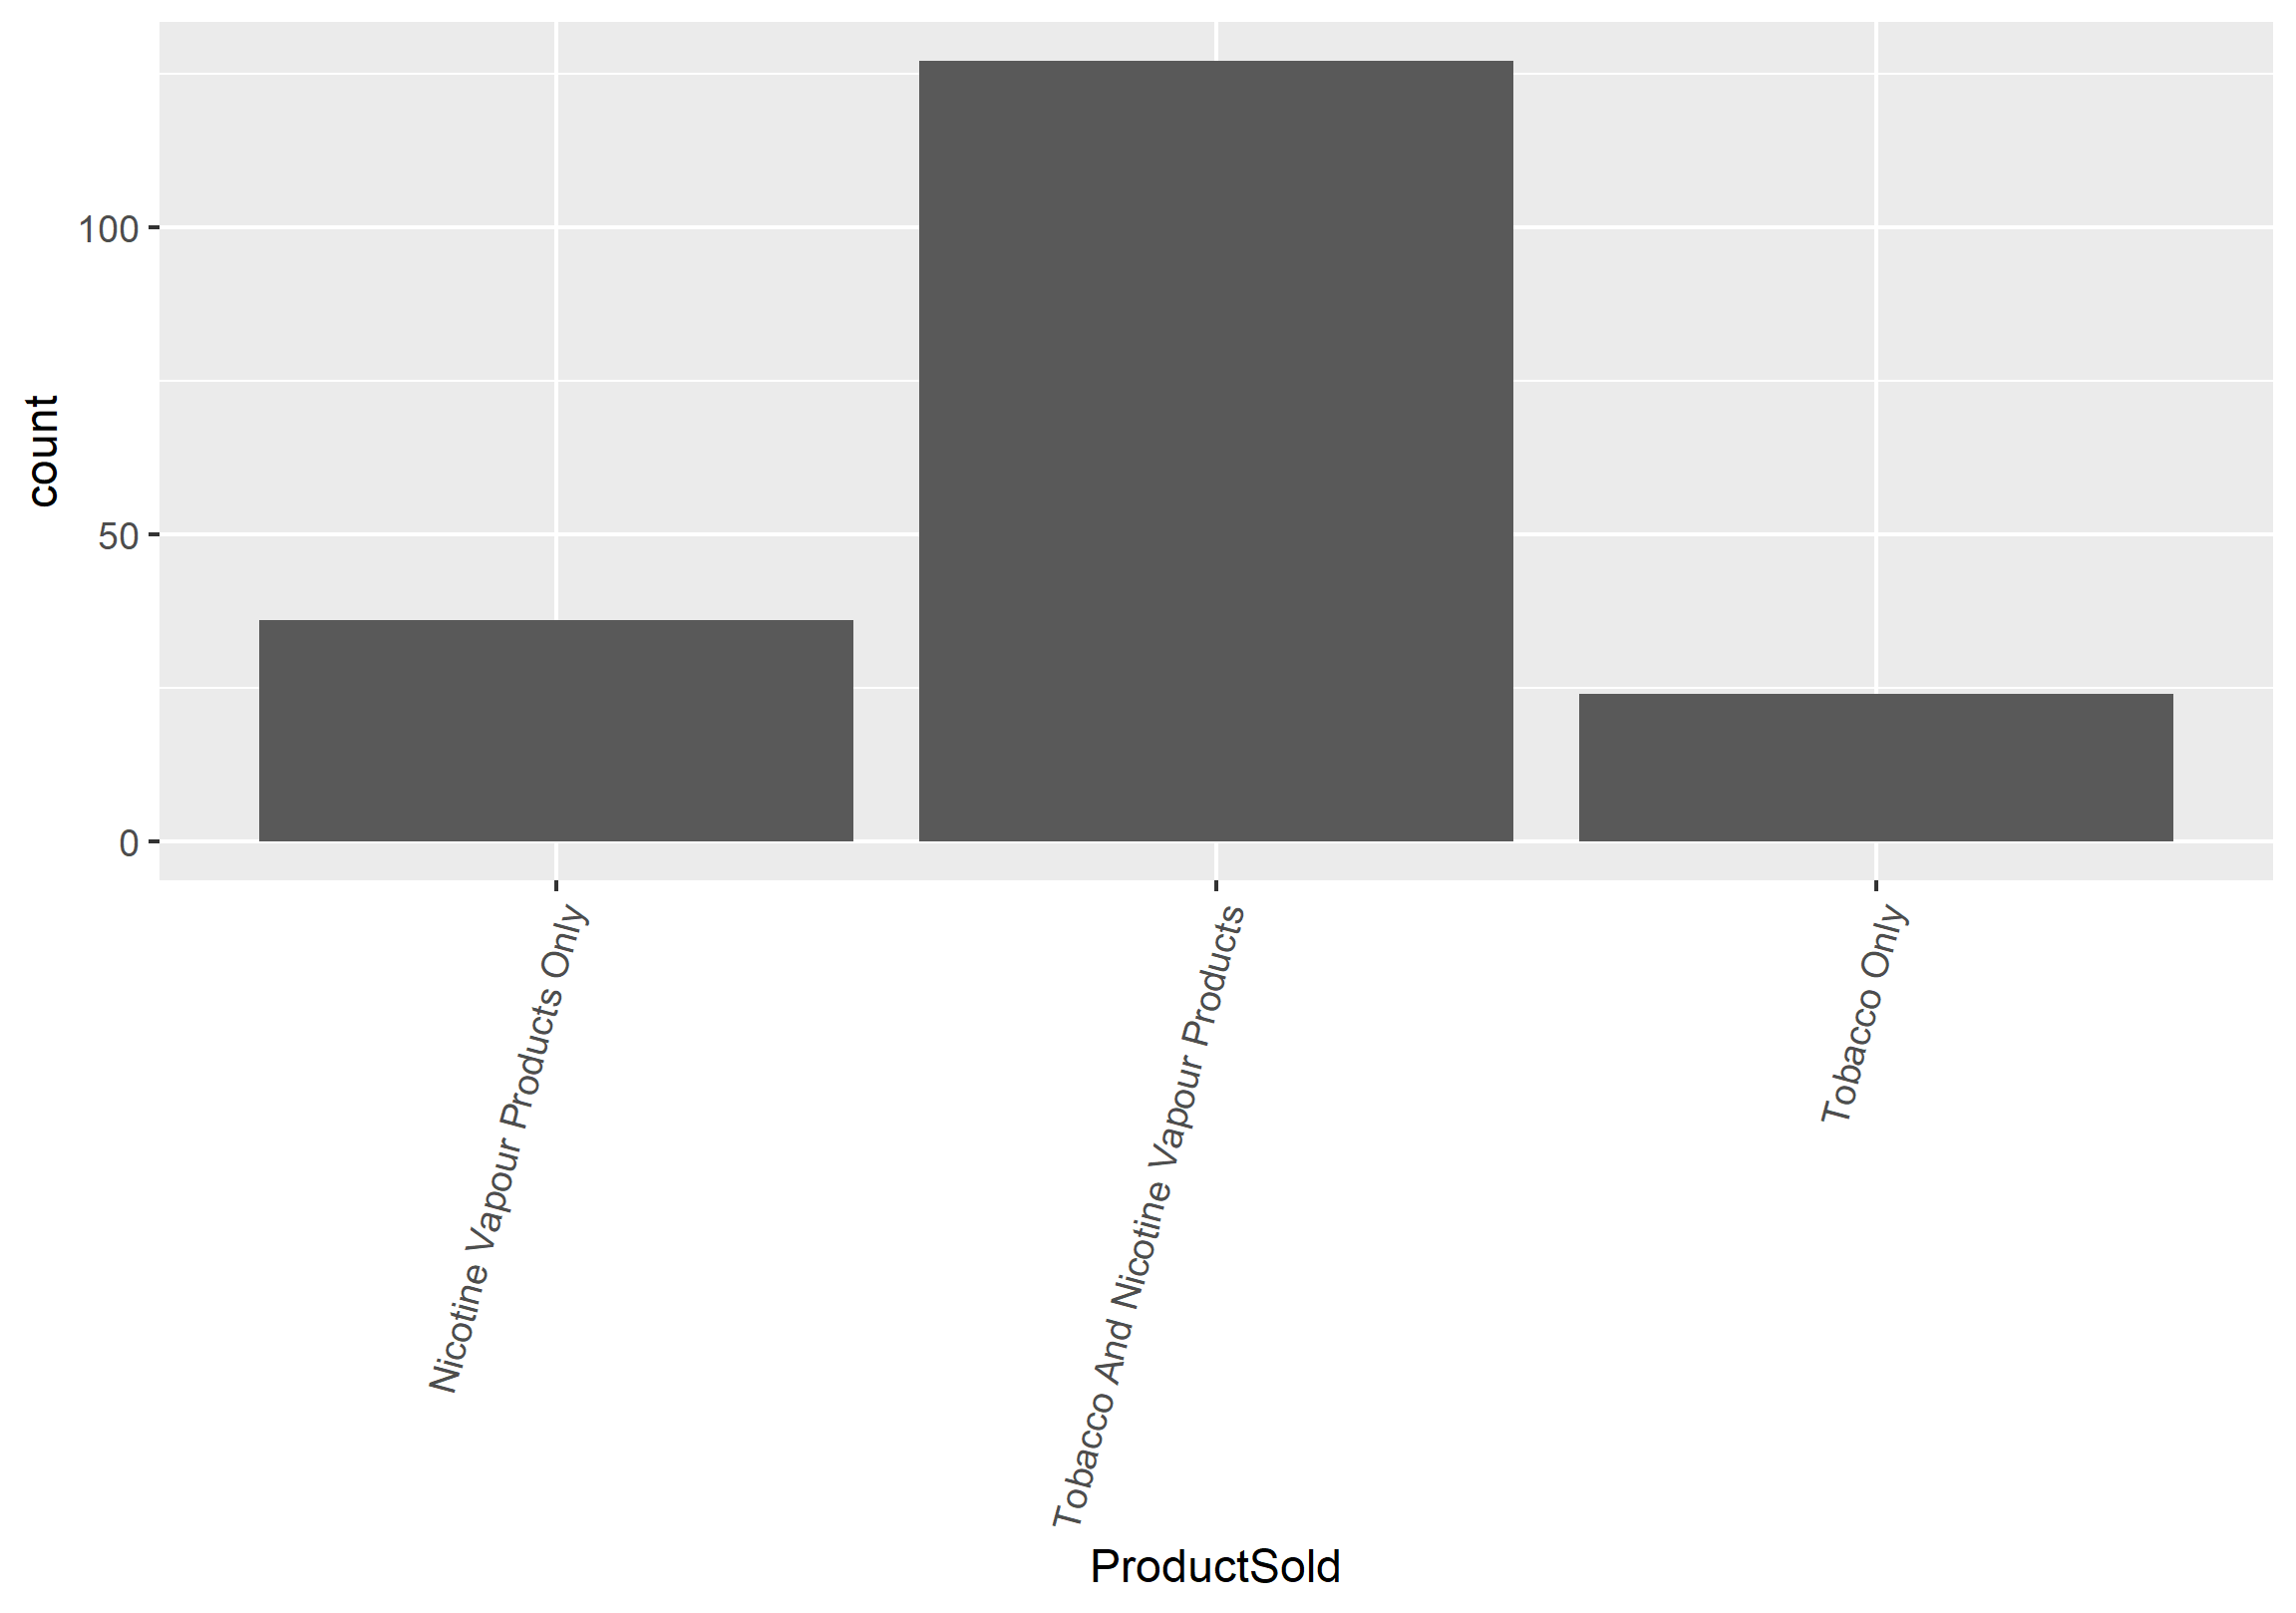 count
100
50
0
Nicotine Vapour Products Only
Tobacco And Nicotine Vapour Products
Tobacco Only
ProductSold